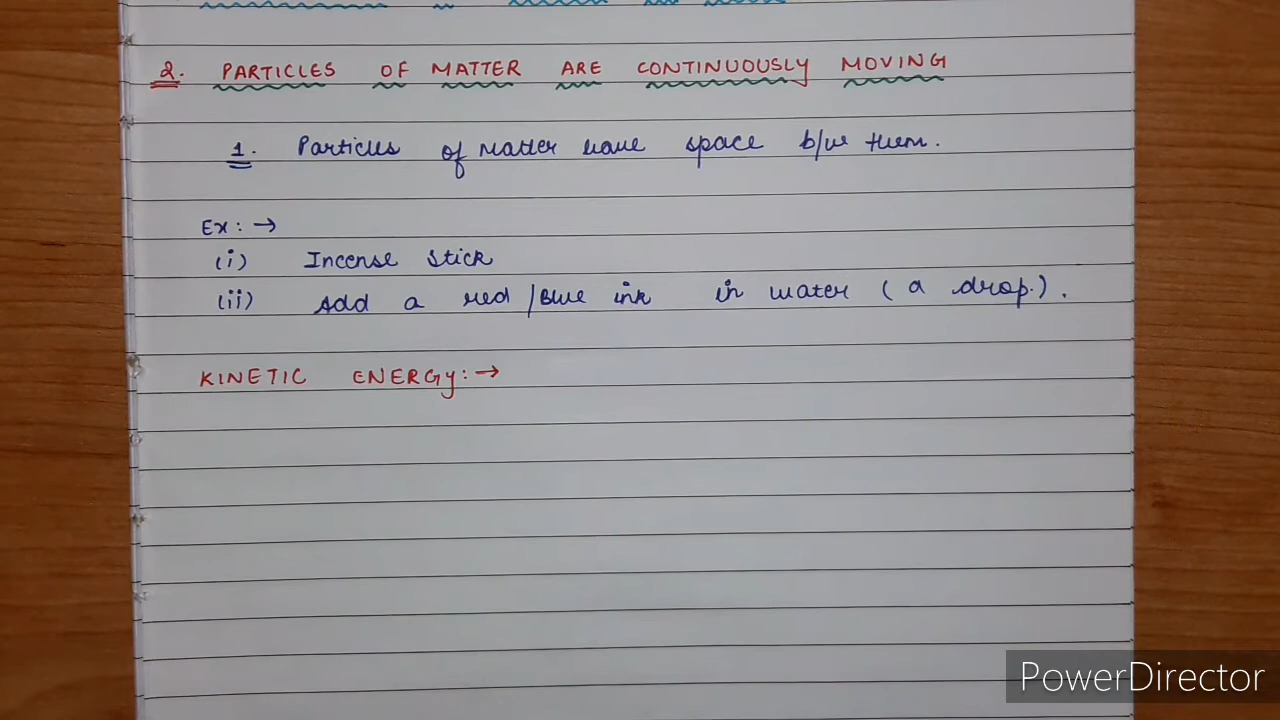 2. PARTICLES OF MATTER ARE CONTINUOUSLY MOVING
1. Particles of Matter have space b/w them.
Ex: →
(i) Incense Stick
(ii) Add a red/Blue ink in water (a drop.).
KINETIC ENERGY: →
PowerDirector